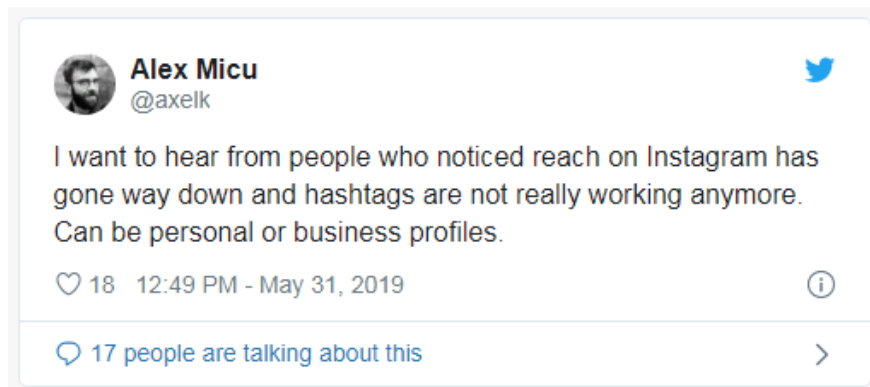 Alex Micu
@axelk
I want to hear from people who noticed reach on Instagram has
gone way down and hashtags are not really working anymore.
Can be personal or business profiles.
18 12:49 PM - May 31, 2019
17 people are talking about this